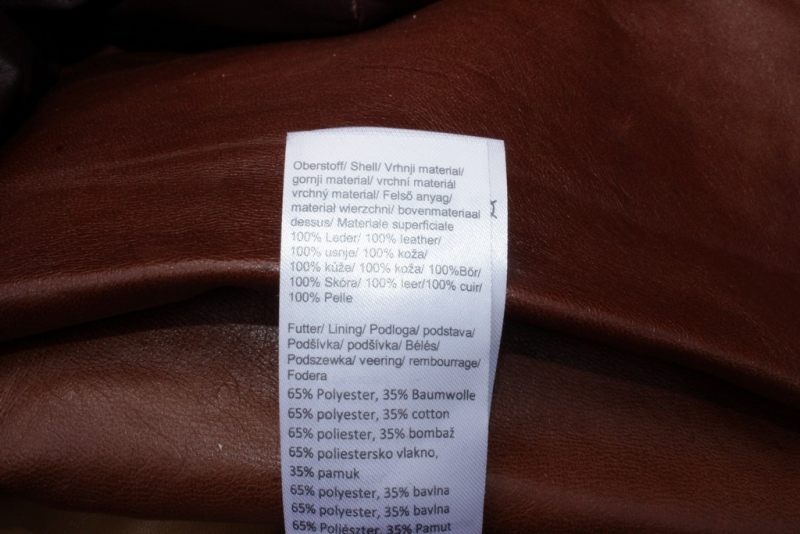 Oberstoff/ Shell/ Vrhnji material/
gornji material/ vrchní materiál
vrchný material/ Felső anyag/
materiał wierzchni/ bovenmateriaal
dessus/ Materiale superficiale
100% Leder/ 100% leather/
100% usnje/ 100% koža/
100% kůže/ 100% koža/ 100%Bőr/
100% Skóra/ 100% leer/100% cuir/
100% Pelle
Futter/ Lining/ Podloga/ podstava/
Podšívka/ podšívka/ Bélés/
Podszewka/ veering/ rembourrage/
Fodera
65% Polyester, 35% Baumwolle
65% polyester, 35% cotton
65% poliester, 35% bombaž
65% poliestersko vlakno,
35% pamuk
65% polyester, 35% bavlna
65% polyester, 35% bavlna
65% Poliészter, 35% Pamut